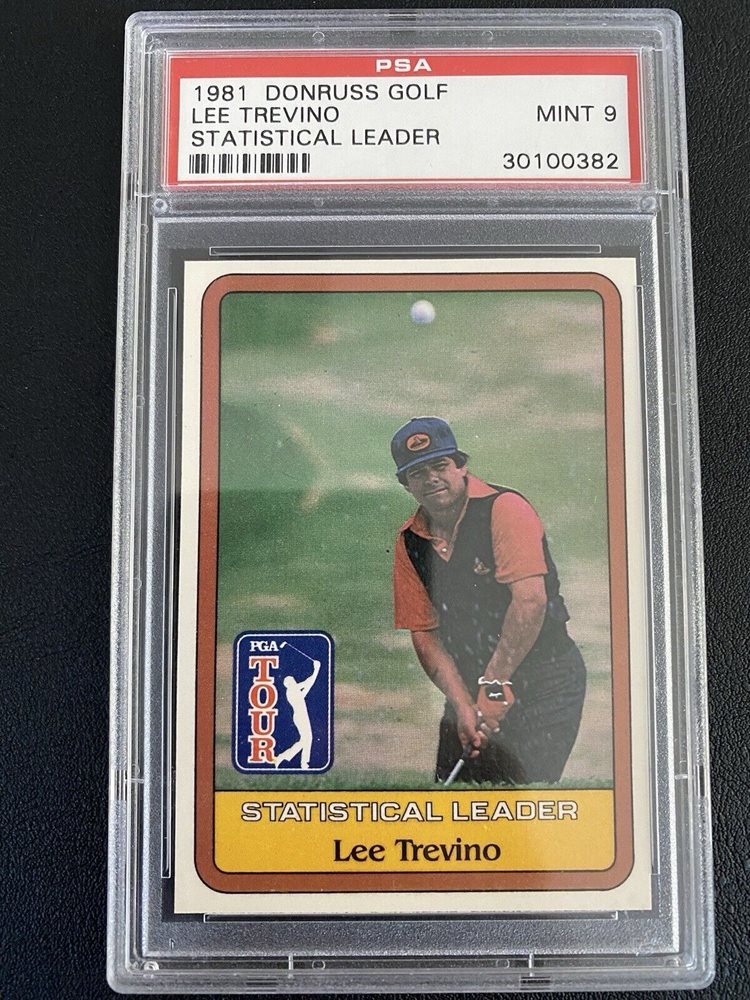 PSA
1981 DONRUSS GOLF
LEE TREVINO
MINT 9
STATISTICAL LEADER
30100382
PGA
TOUR
STATISTICAL LEADER
Lee Trevino